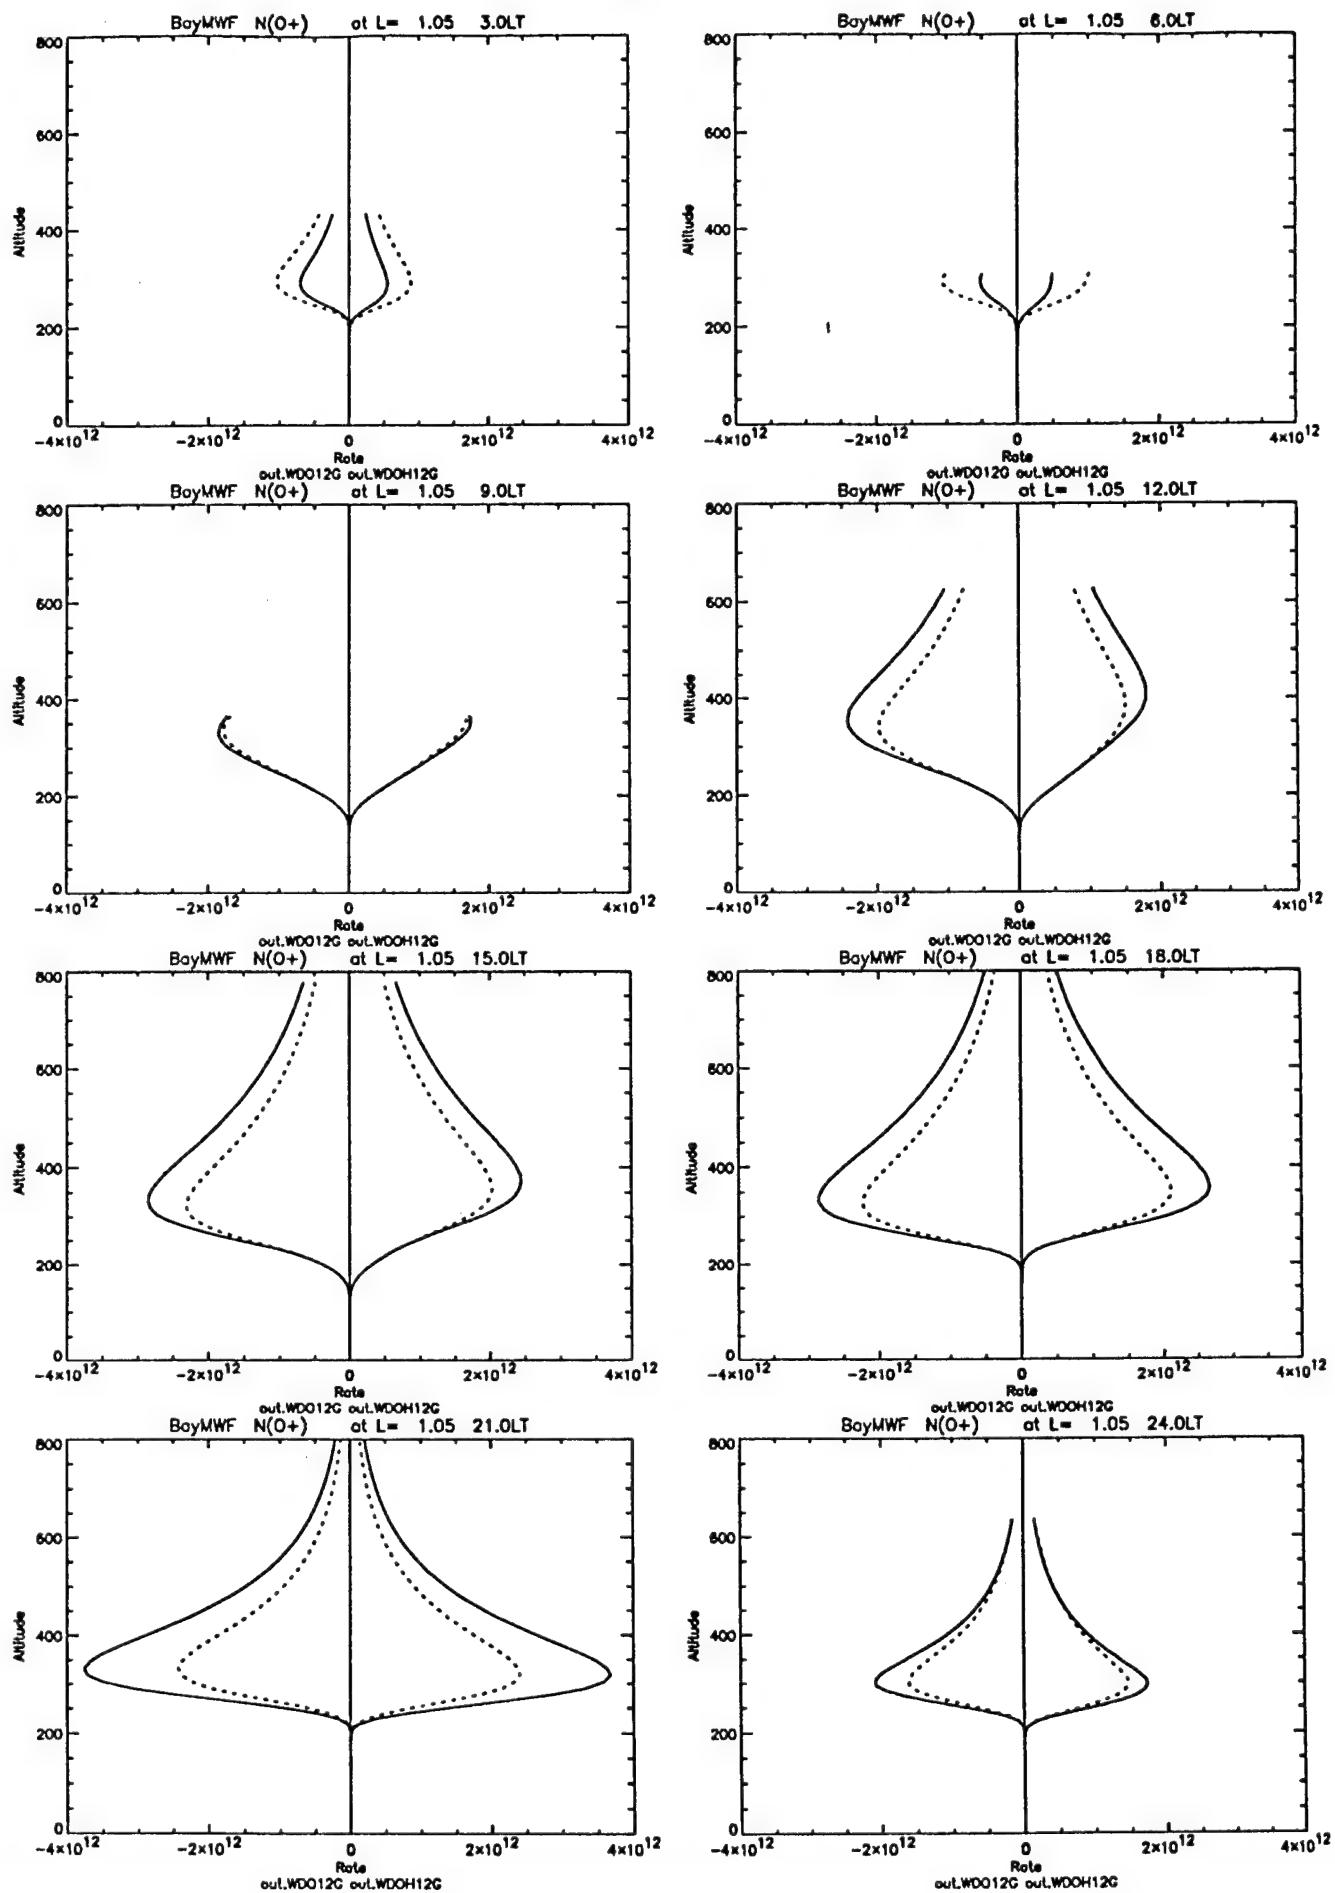 BayMWF N(O+) at L= 1.05 3.0LT
800
600
400
200
0
Altitude
−4×10^12 −2×10^12 0 2×10^12 4×10^12
Rate
out.WDO12G out.WDOH12G
BayMWF N(O+) at L= 1.05 6.0LT
800
600
400
200
0
Altitude
−4×10^12 −2×10^12 0 2×10^12 4×10^12
Rate
out.WDO12G out.WDOH12G
BayMWF N(O+) at L= 1.05 9.0LT
800
600
400
200
0
Altitude
−4×10^12 −2×10^12 0 2×10^12 4×10^12
Rate
out.WDO12G out.WDOH12G
BayMWF N(O+) at L= 1.05 12.0LT
800
600
400
200
0
Altitude
−4×10^12 −2×10^12 0 2×10^12 4×10^12
Rate
out.WDO12G out.WDOH12G
BayMWF N(O+) at L= 1.05 15.0LT
800
600
400
200
0
Altitude
−4×10^12 −2×10^12 0 2×10^12 4×10^12
Rate
out.WDO12G out.WDOH12G
BayMWF N(O+) at L= 1.05 18.0LT
800
600
400
200
0
Altitude
−4×10^12 −2×10^12 0 2×10^12 4×10^12
Rate
out.WDO12G out.WDOH12G
BayMWF N(O+) at L= 1.05 21.0LT
800
600
400
200
0
Altitude
−4×10^12 −2×10^12 0 2×10^12 4×10^12
Rate
out.WDO12G out.WDOH12G
BayMWF N(O+) at L= 1.05 24.0LT
800
600
400
200
0
Altitude
−4×10^12 −2×10^12 0 2×10^12 4×10^12
Rate
out.WDO12G out.WDOH12G